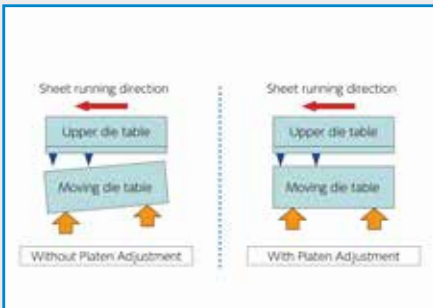 Sheet running direction
Upper die table
Moving die table
Without Platen Adjustment
Sheet running direction
Upper die table
Moving die table
With Platen Adjustment